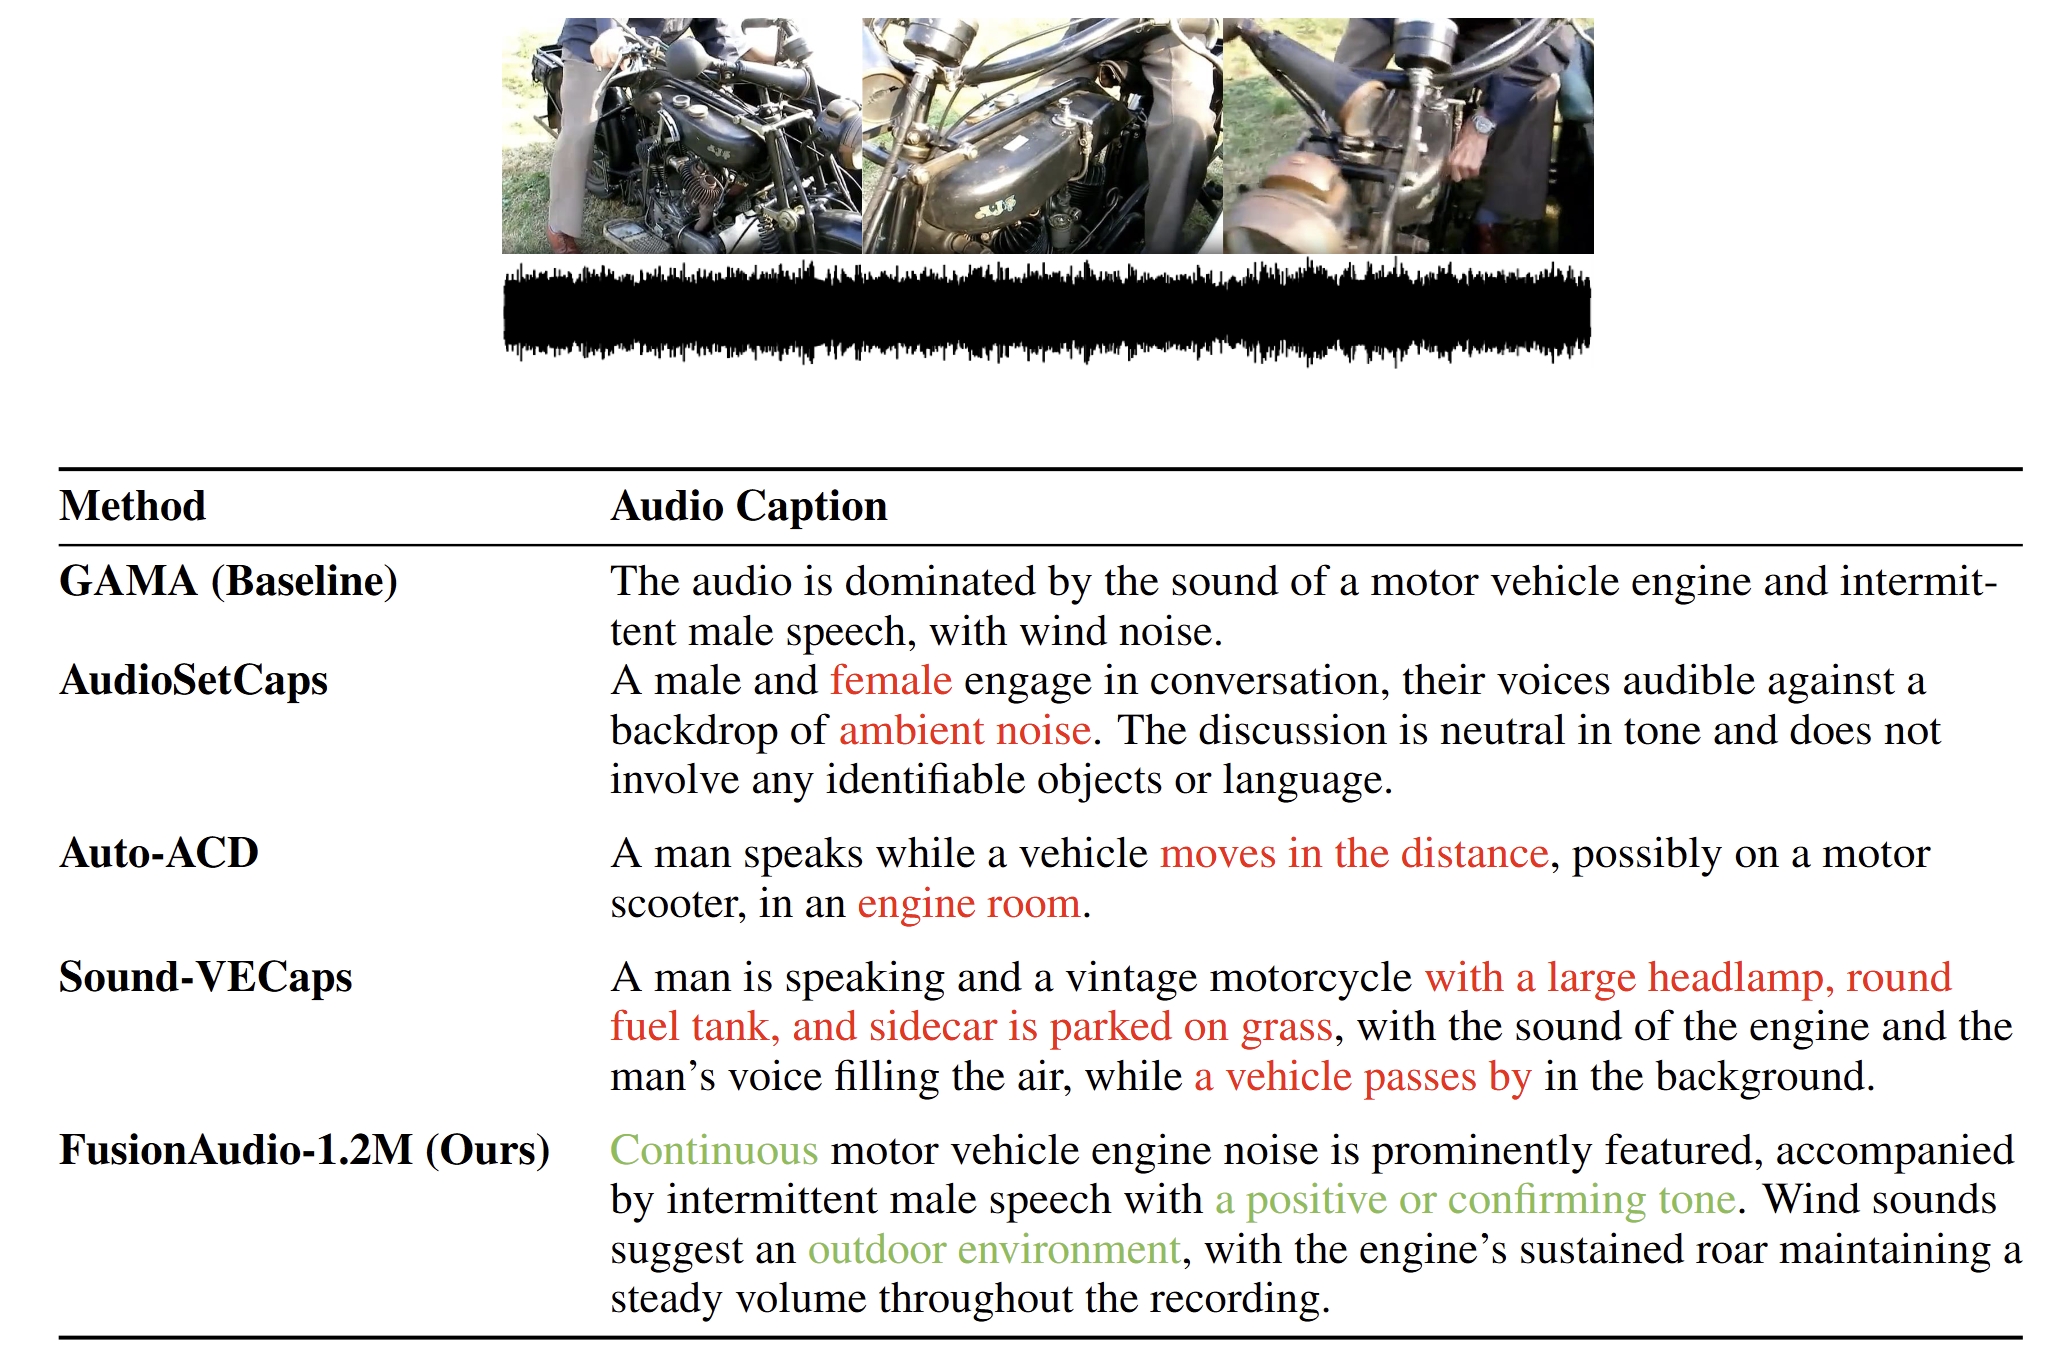 AJS
AJS
Method Audio Caption
GAMA (Baseline) The audio is dominated by the sound of a motor vehicle engine and intermit-
tent male speech, with wind noise.
AudioSetCaps A male and female engage in conversation, their voices audible against a
backdrop of ambient noise. The discussion is neutral in tone and does not
involve any identifiable objects or language.
Auto-ACD A man speaks while a vehicle moves in the distance, possibly on a motor
scooter, in an engine room.
Sound-VECaps A man is speaking and a vintage motorcycle with a large headlamp, round
fuel tank, and sidecar is parked on grass, with the sound of the engine and the
man’s voice filling the air, while a vehicle passes by in the background.
FusionAudio-1.2M (Ours) Continuous motor vehicle engine noise is prominently featured, accompanied
by intermittent male speech with a positive or confirming tone. Wind sounds
suggest an outdoor environment, with the engine’s sustained roar maintaining a
steady volume throughout the recording.